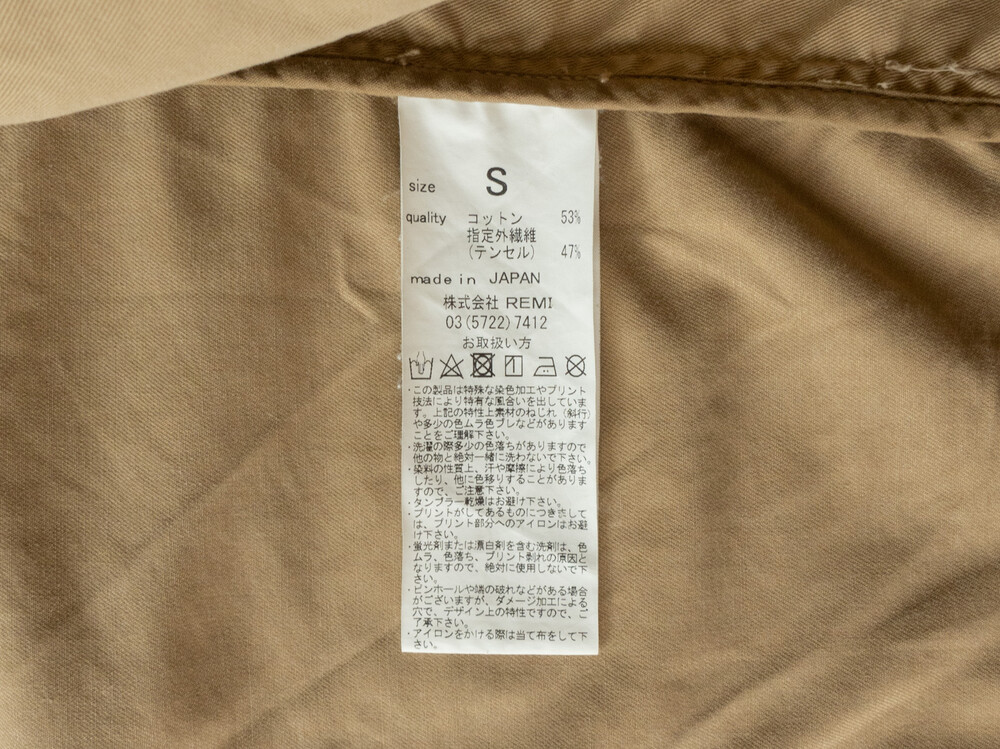 size S
quality コットン 53%
指定外繊維
(テンセル) 47%
made in JAPAN
株式会社 REMI
03(5722)7412
お取扱い方
・この製品は特殊な染色加工やプリント
技法により特有な風合いを出していま
す。上記の特性上素材のねじれ（斜行）
や多少の色ムラ色ブレなどがあります
ことをご理解下さい。
・洗濯の際多少の色落ちがありますので
他の物と絶対一緒に洗わないで下さい。
・染料の性質上、汗や摩擦により色落ち
したり、他に色移りすることがありま
すので、ご注意下さい。
・タンブラー乾燥はお避け下さい。
・プリントがしてあるものにつきまして
は、プリント部分へのアイロンはお避
け下さい。
・蛍光剤または漂白剤を含む洗剤は、色
ムラ、色落ち、プリント剥れの原因と
なりますので、絶対に使用しないで下
さい。
・ピンホールや端の破れなどがある場合
がございますが、ダメージ加工による
穴で、デザイン上の特性ですので、ご
了承下さい。
・アイロンをかける際は当て布をして下
さい。